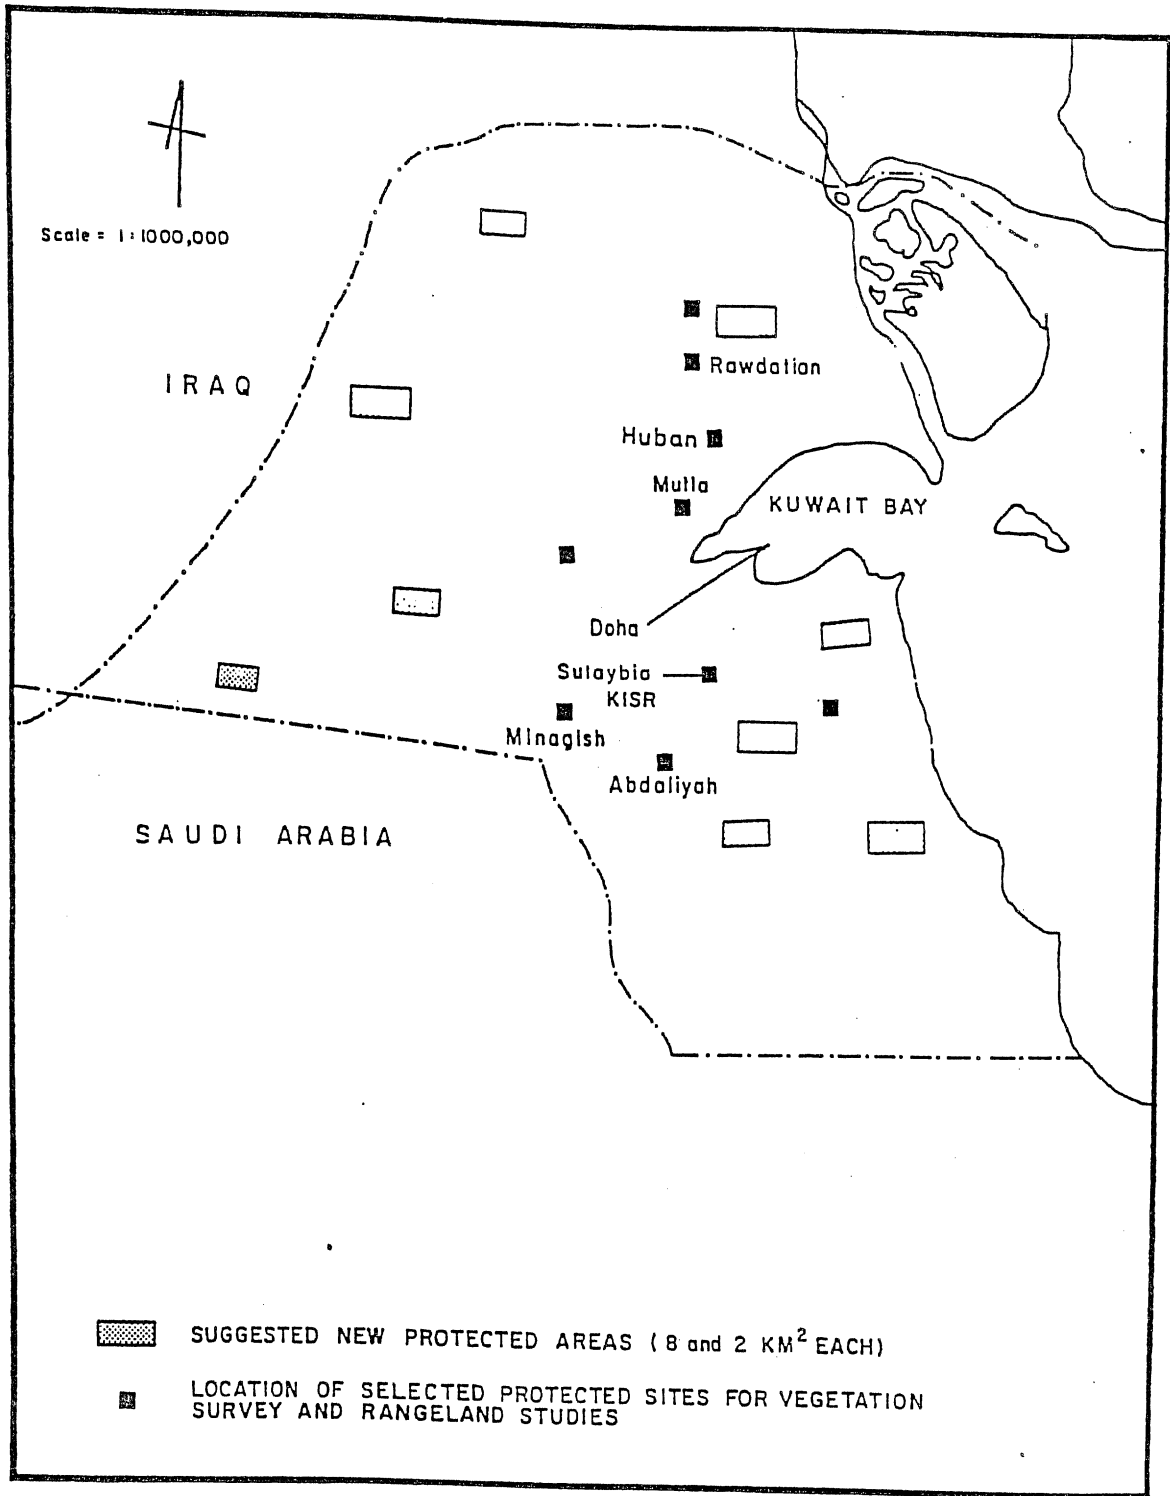 Scale = 1:1000,000
IRAQ
Rawdation
Huban
Mutla
KUWAIT BAY
Doha
Sulaybia
KISR
Minagish
Abdaliyah
SAUDI ARABIA
SUGGESTED NEW PROTECTED AREAS (8 and 2 KM² EACH)
LOCATION OF SELECTED PROTECTED SITES FOR VEGETATION
SURVEY AND RANGELAND STUDIES